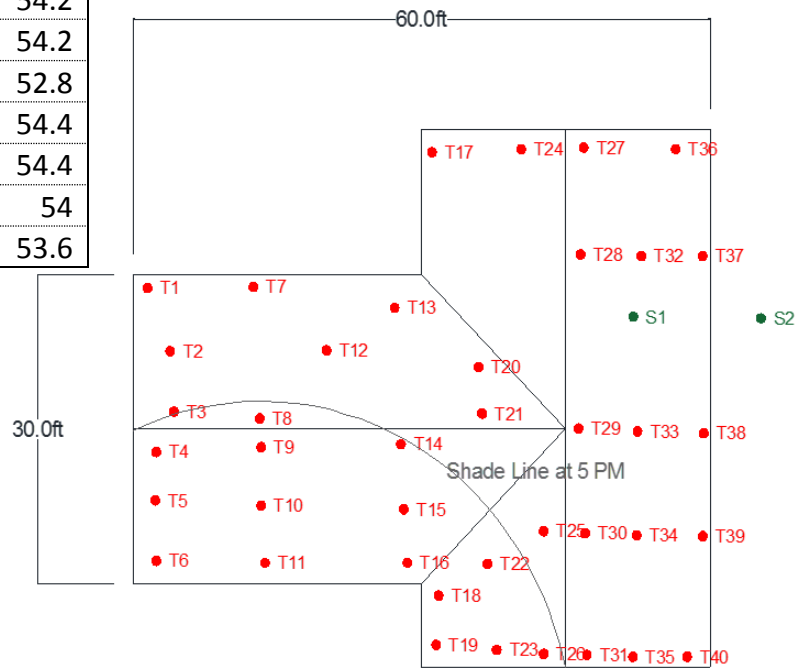 54.2
54.2
52.8
54.4
54.4
54
53.6
60.0ft
T17
T24
T27
T36
T28
T32
T37
T1
T7
T13
S1
S2
T2
T12
T20
T3
T8
T21
30.0ft
T29
T33
T38
T4
T9
T14
Shade Line at 5 PM
T5
T10
T15
T25
T30
T34
T39
T6
T11
T16
T22
T18
T19
T23
T26
T31
T35
T40